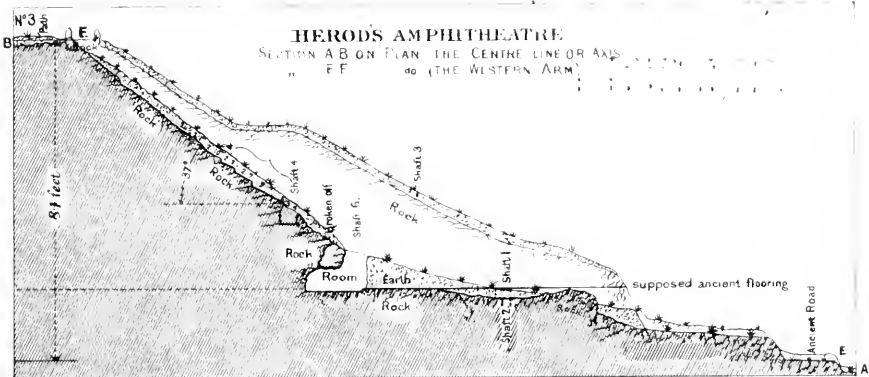 HEROD'S AMPHITHEATRE
SECTION A B ON PLAN THE CENTRE LINE OR AXIS
" E F do (THE WESTERN ARM)
No 3
B
E
Rock
Rock
Rock
37°
Shaft 4
Broken off
Shaft 6.
Shaft 3
Rock
Rock
Room
Earth
Shaft 1
Shaft 2
Rock
Rock
supposed ancient flooring
Ancient Road
E
A